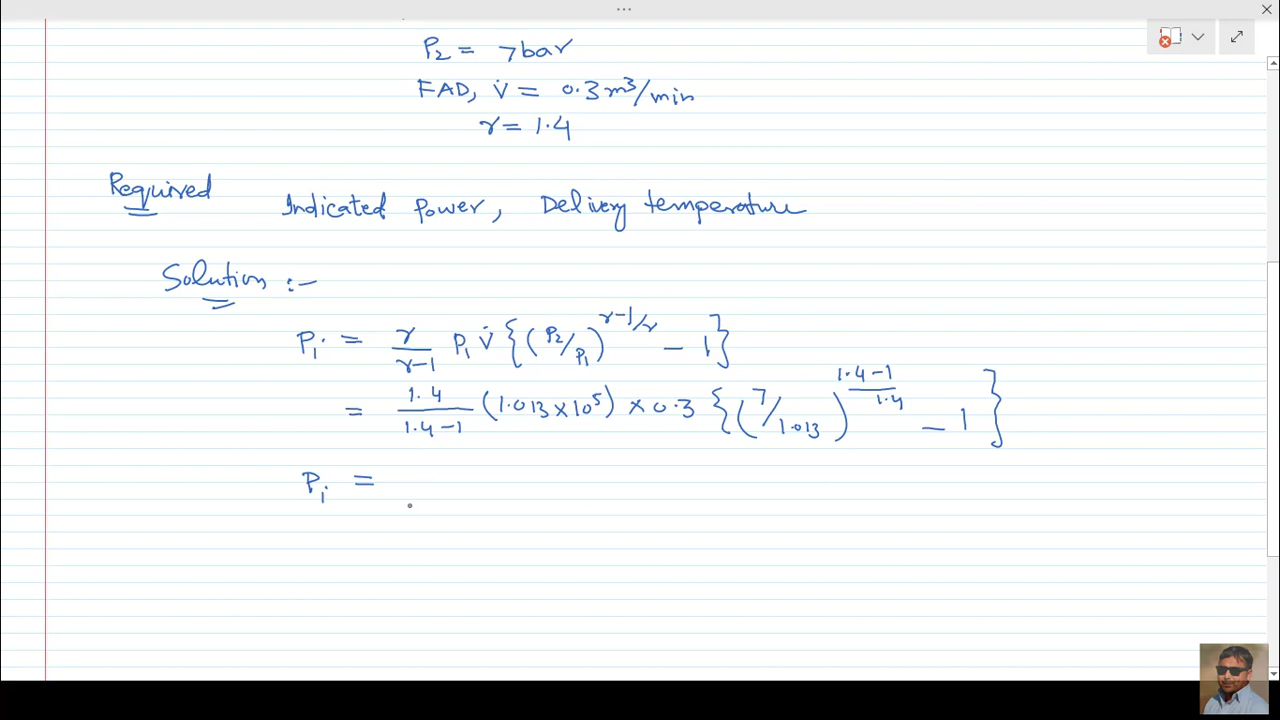 P2 = 7bar
FAD, V̇ = 0.3m³/min
γ = 1.4
Required Indicated power, Delivery temperature
Solution :-
Pi = γ/γ-1 P1 V̇ {(P2/P1)^γ-1/γ - 1}
= 1.4/1.4-1 (1.013×10⁵) × 0.3 {(7/1.013)^1.4-1/1.4 - 1}
Pi =